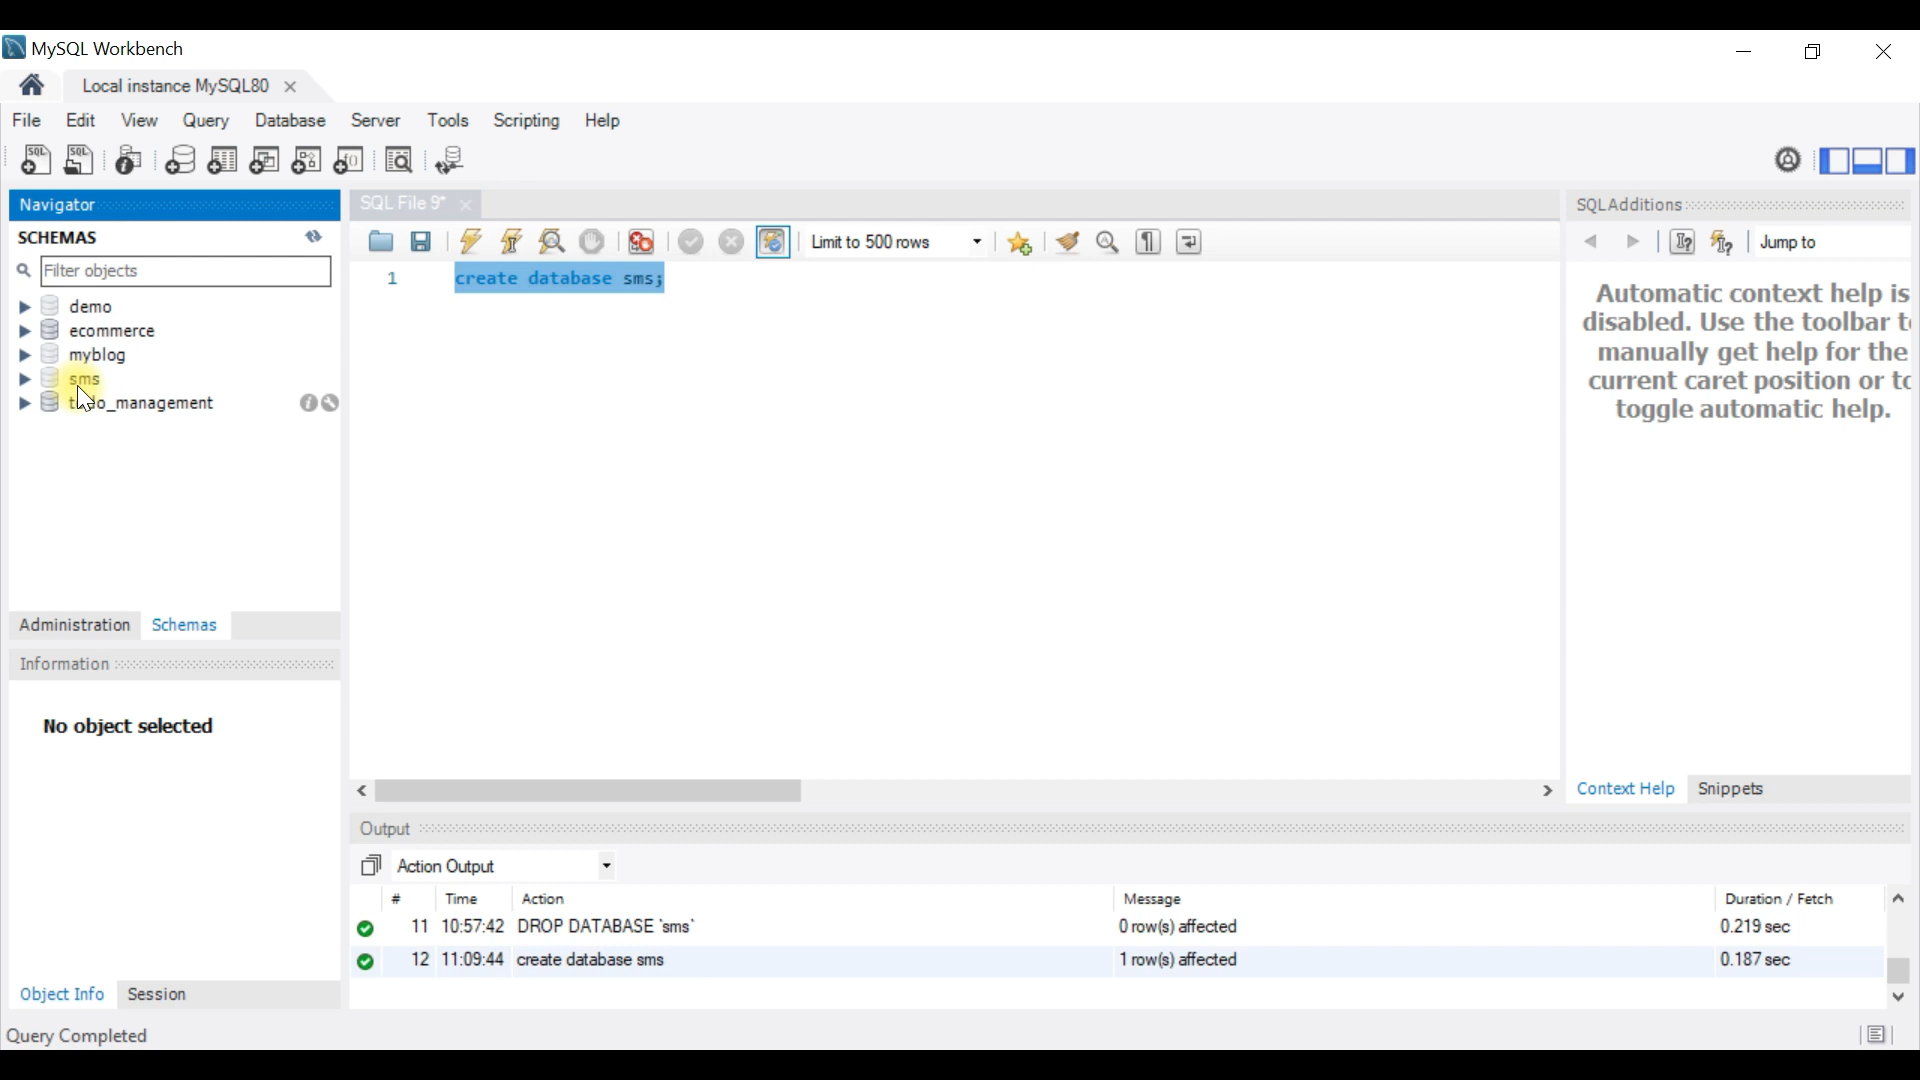 MySQL Workbench
Local instance MySQL80
File Edit View Query Database Server Tools Scripting Help
Navigator
SCHEMAS
Filter objects
demo
ecommerce
myblog
sms
_management
Administration Schemas
Information
No object selected
Object Info Session
Query Completed
SQL File 9*
Limit to 500 rows
1 create database sms;
Output
Action Output
# Time Action Message Duration / Fetch
11 10:57:42 DROP DATABASE `sms` 0 row(s) affected 0.219 sec
12 11:09:44 create database sms 1 row(s) affected 0.187 sec
SQLAdditions
Jump to
Automatic context help is
disabled. Use the toolbar
manually get help for the
current caret position or
toggle automatic help.
Context Help Snippets